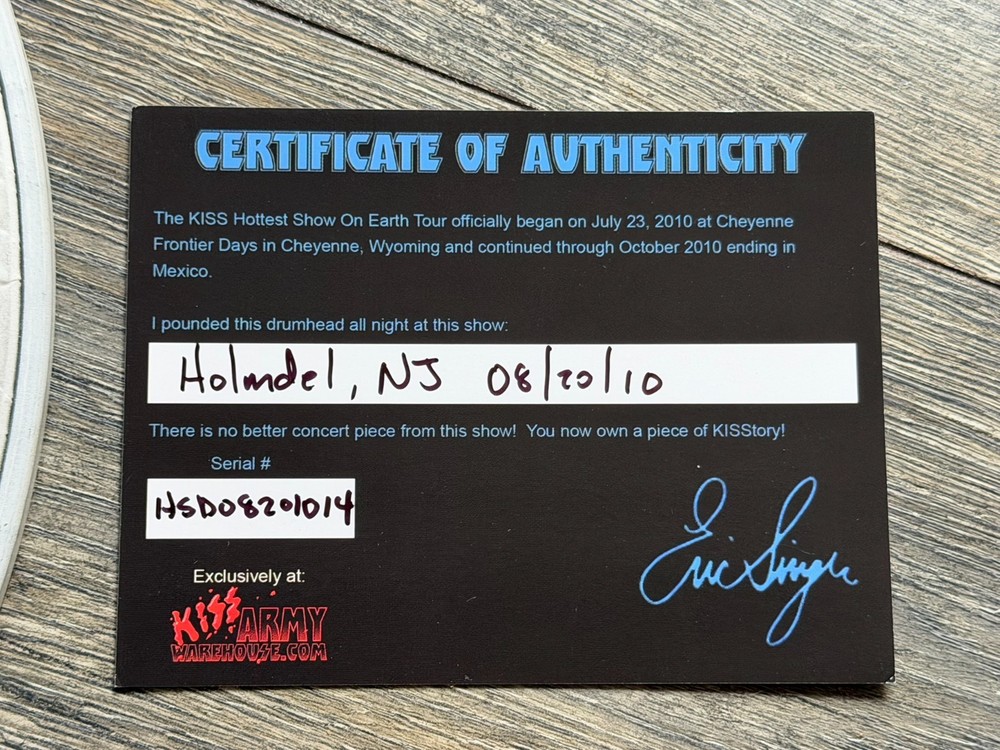 CERTIFICATE OF AUTHENTICITY
The KISS Hottest Show On Earth Tour officially began on July 23, 2010 at Cheyenne
Frontier Days in Cheyenne, Wyoming and continued through October 2010 ending in
Mexico.
I pounded this drumhead all night at this show:
Holmdel, NJ 08/20/10
There is no better concert piece from this show! You now own a piece of KISStory!
Serial #
HSD08201014
Eric Singer
Exclusively at:
KISS ARMY
WAREHOUSE.COM